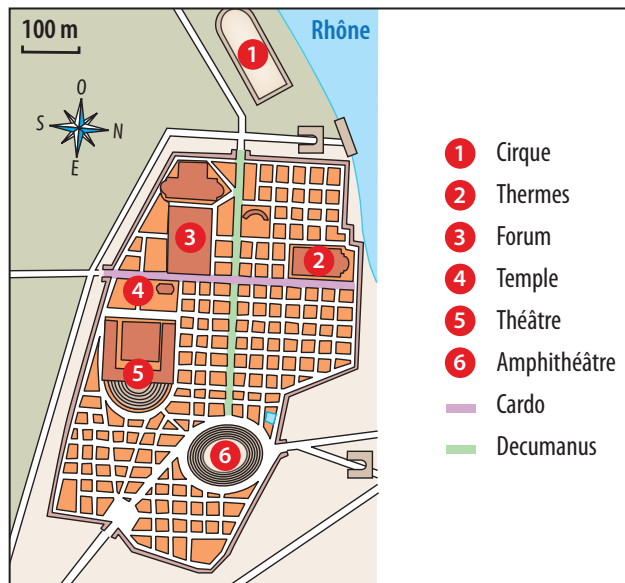 100 m
Rhône
O
S N
E
1
2
3
4
5
6
1 Cirque
2 Thermes
3 Forum
4 Temple
5 Théâtre
6 Amphithéâtre
Cardo
Decumanus